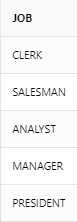 JOB
CLERK
SALESMAN
ANALYST
MANAGER
PRESIDENT